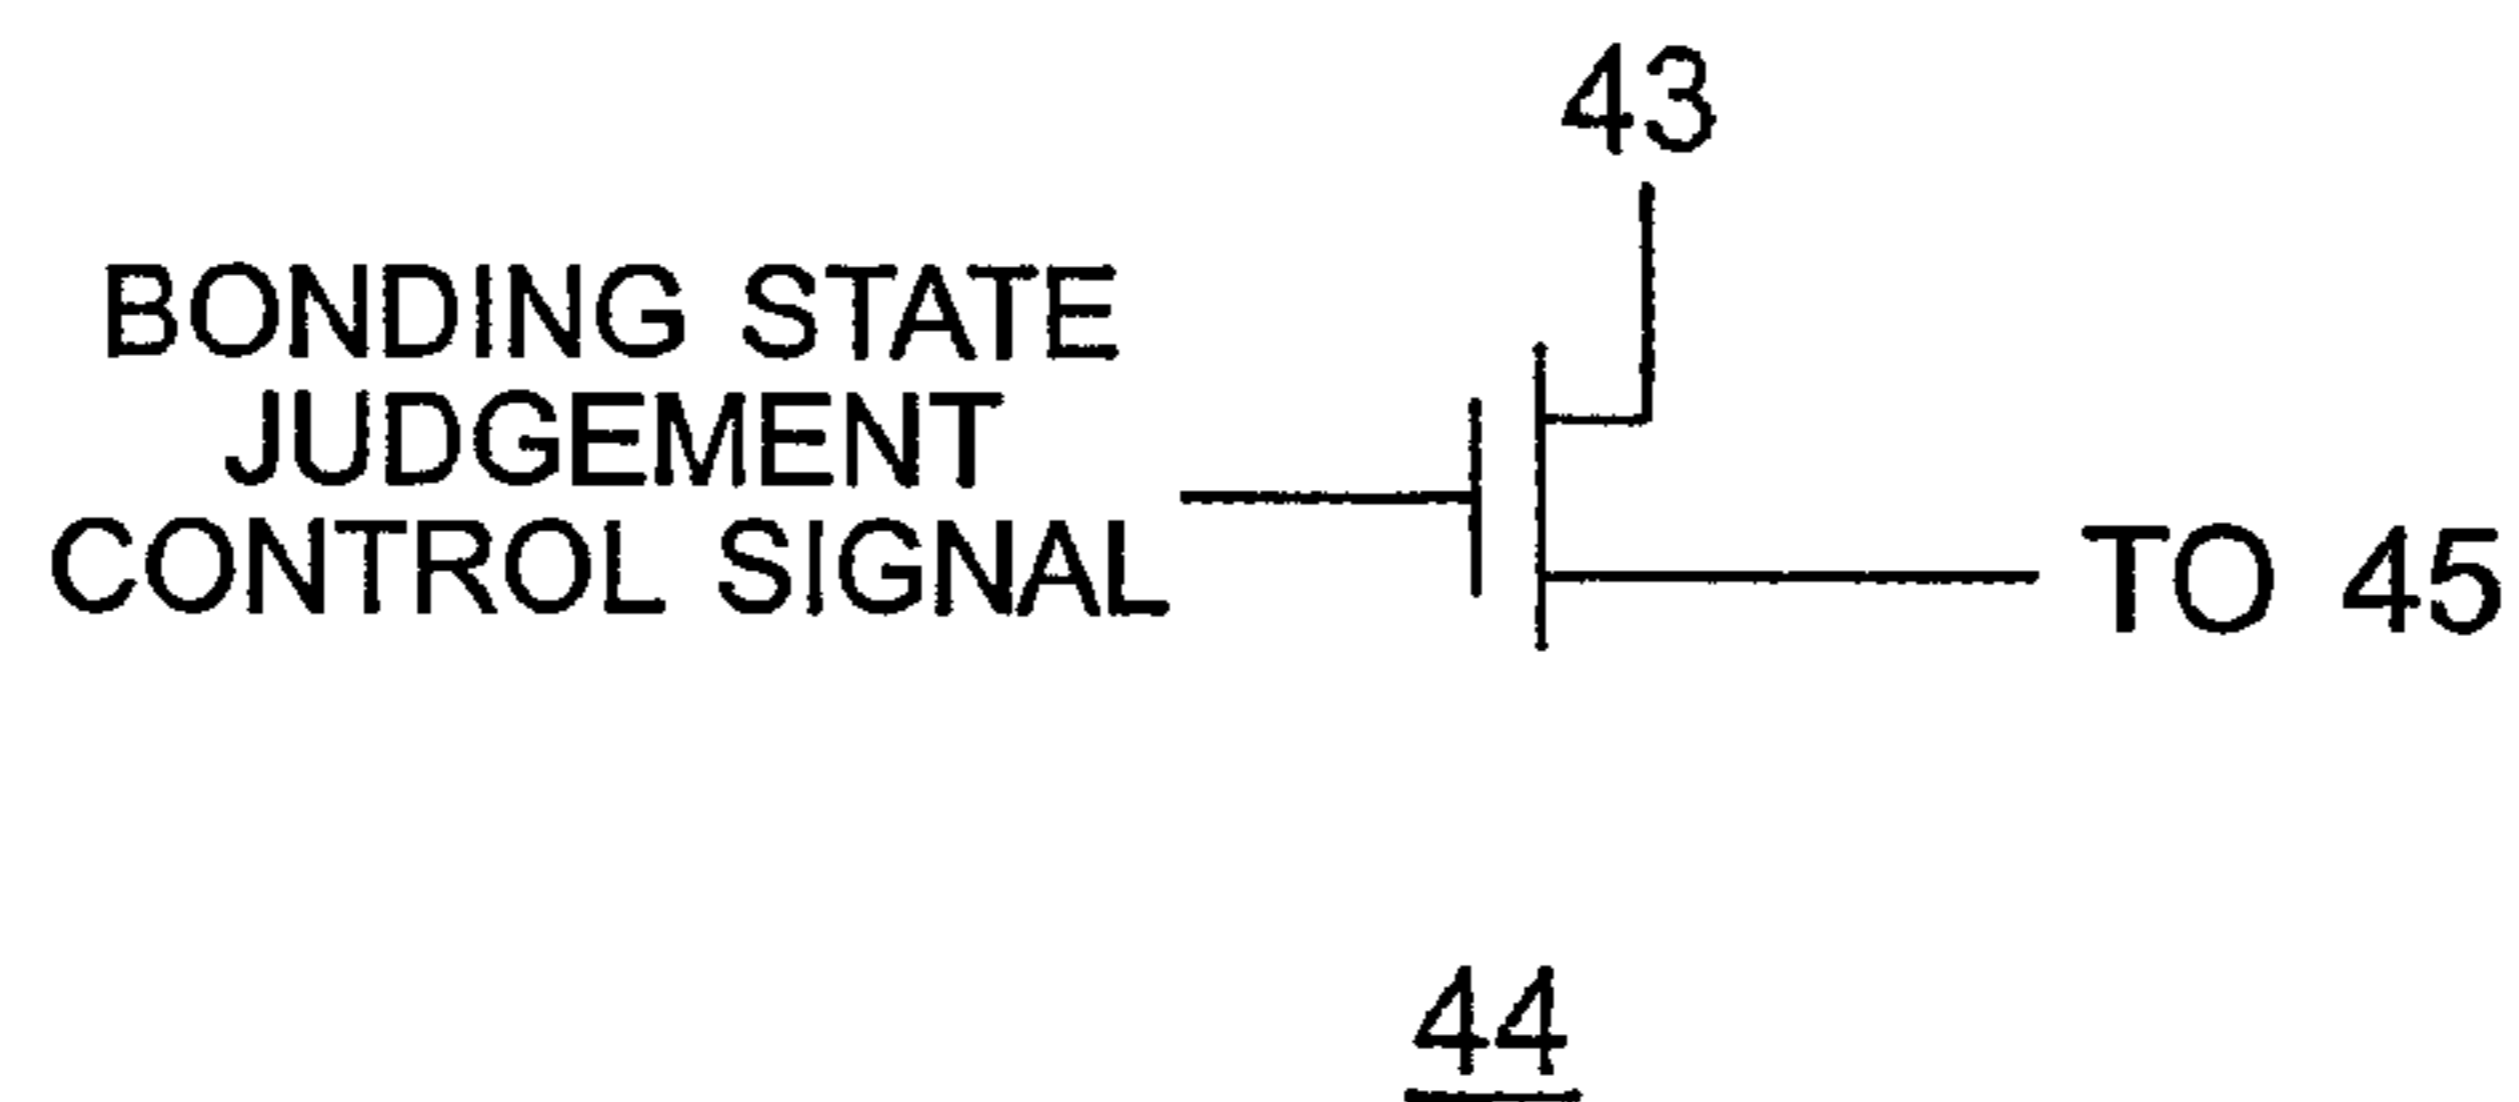 43
BONDING STATE
JUDGEMENT
CONTROL SIGNAL
TO 45
44